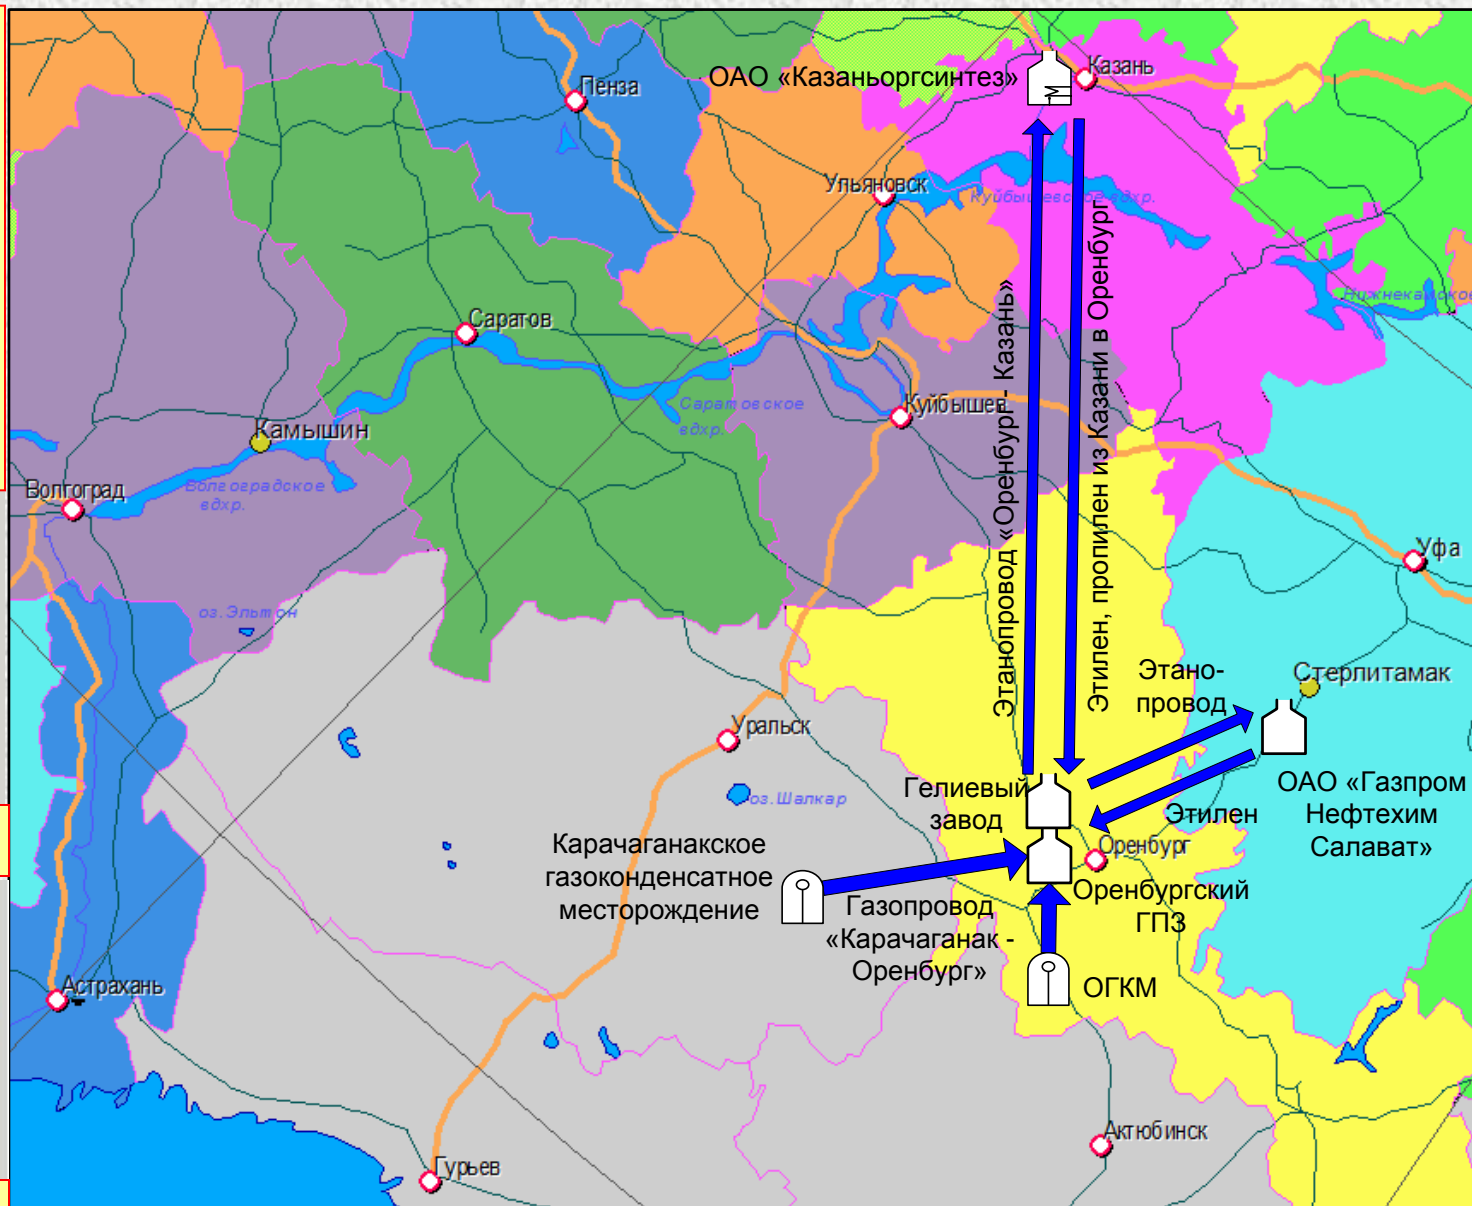 ОАО «Казаньоргсинтез»
Казань
Пенза
Ульяновск
Куйбышевское вдхр.
Нижнекамское
Саратов
Саратовское
вдхр.
Куйбышев
Камышин
Волгоград
Волгоградское
вдхр.
Этанопровод «Оренбург - Казань»
Этилен, пропилен из Казани в Оренбург
Уфа
оз.Эльтон
Этано-
провод
Стерлитамак
Уральск
оз.Шалкар
Гелиевый
завод
Этилен
ОАО «Газпром
Нефтехим
Салават»
Карачаганакское
газоконденсатное
месторождение
Оренбург
Оренбургский
ГПЗ
Газопровод
«Карачаганак -
Оренбург»
ОГКМ
Астрахань
Актюбинск
Гурьев